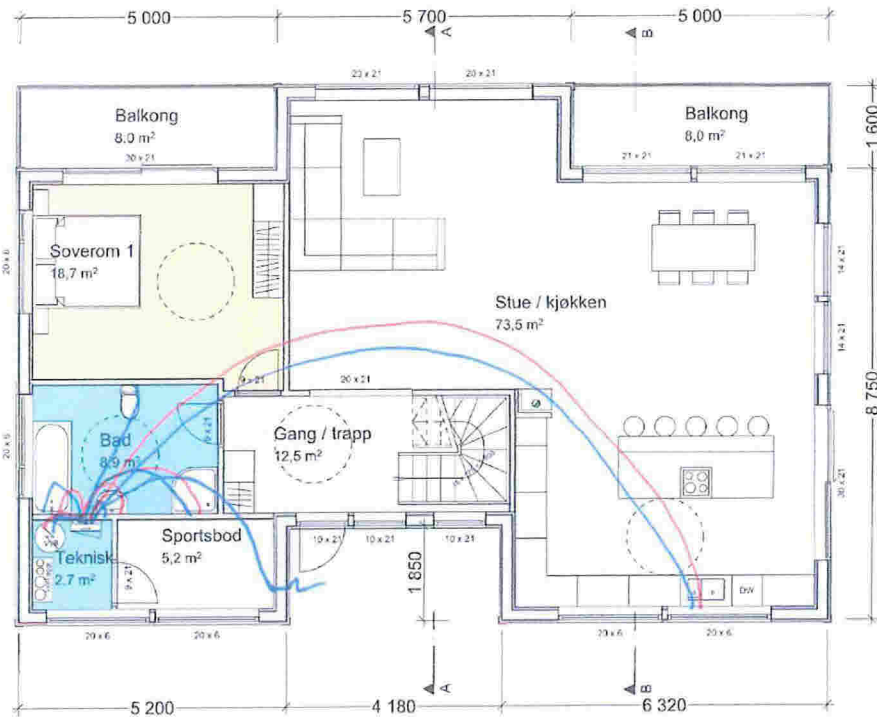 5 000
5 700
5 000
A
B
20 x 21
20 x 21
Balkong
8.0 m²
Balkong
8,0 m²
1 600
20 x 21
21 x 21
21 x 21
Soverom 1
18,7 m²
20 x 6
14 x 21
Stue / kjøkken
73,5 m²
14 x 21
9 x 21
20 x 21
8 750
Bad
8.9 m²
9 x 21
Gang / trapp
12,5 m²
20 x 6
30 x 21
Teknisk
2.7 m²
Sportsbod
5,2 m²
9 x 21
10 x 21
10 x 21
10 x 21
1 850
DW
20 x 6
20 x 6
20 x 6
20 x 6
A
B
5 200
4 180
6 320